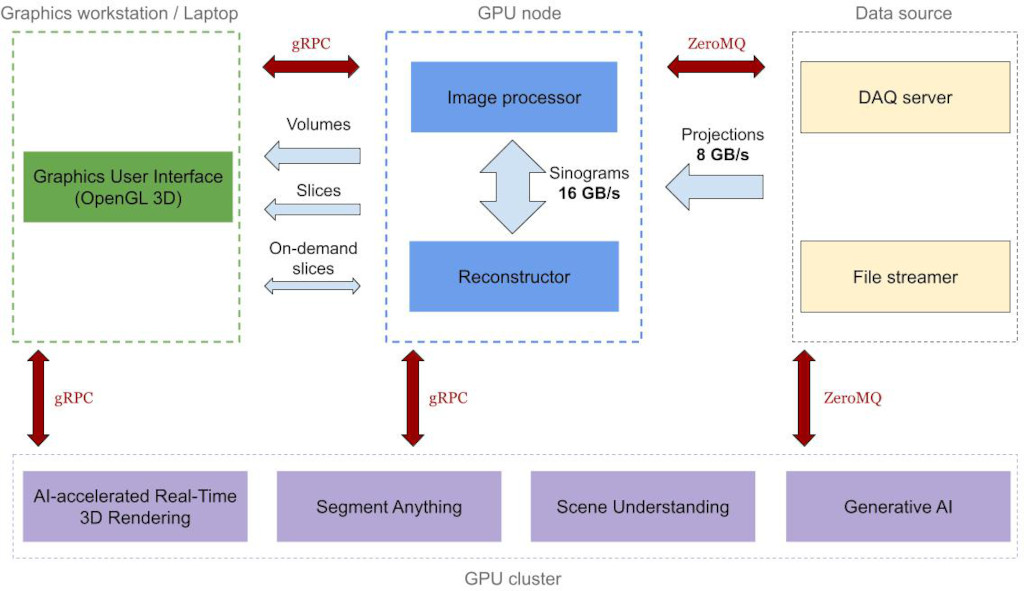 Graphics workstation / Laptop
GPU node
Data source
gRPC
ZeroMQ
Image processor
DAQ server
Volumes
Projections
8 GB/s
Graphics User Interface
(OpenGL 3D)
Slices
Sinograms
16 GB/s
On-demand
slices
Reconstructor
File streamer
gRPC
gRPC
ZeroMQ
AI-accelerated Real-Time
3D Rendering
Segment Anything
Scene Understanding
Generative AI
GPU cluster